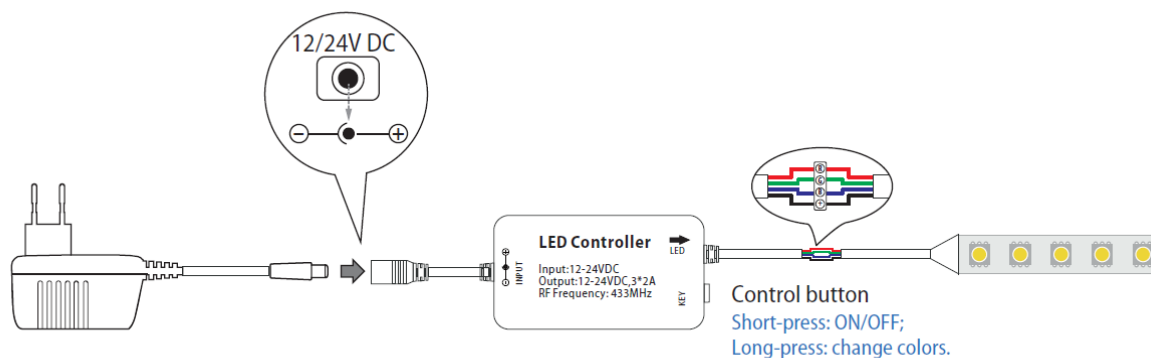 12/24V DC
LED Controller
LED
Input:12-24VDC
Output:12-24VDC,3*2A
RF Frequency: 433MHz
INPUT
KEY
Control button
Short-press: ON/OFF;
Long-press: change colors.